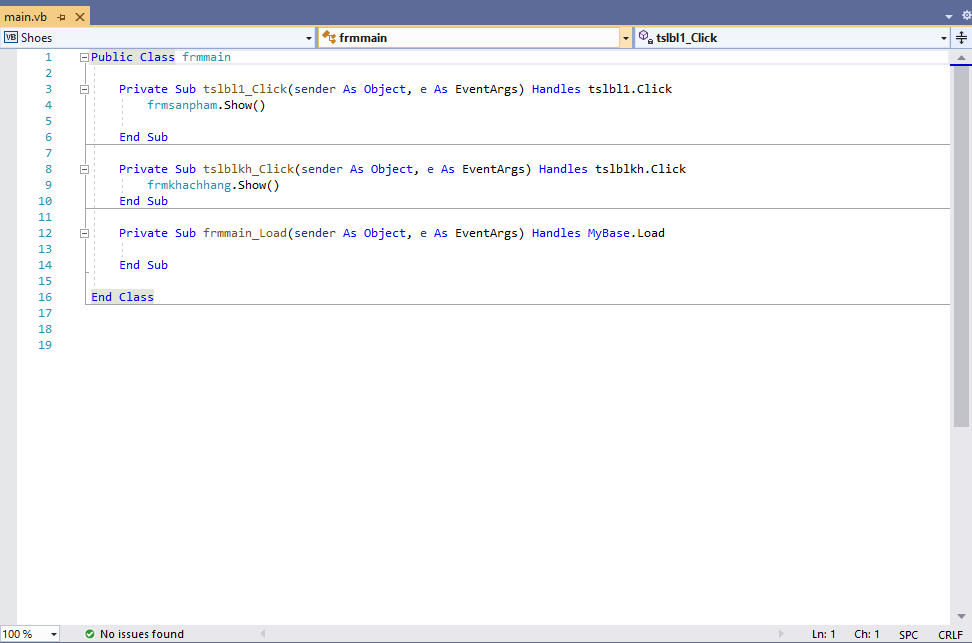 main.vb
Shoes
frmmain
tslbl1_Click
1 Public Class frmmain
2
3 Private Sub tslbl1_Click(sender As Object, e As EventArgs) Handles tslbl1.Click
4 frmsanpham.Show()
5
6 End Sub
7
8 Private Sub tslblkh_Click(sender As Object, e As EventArgs) Handles tslblkh.Click
9 frmkhachhang.Show()
10 End Sub
11
12 Private Sub frmmain_Load(sender As Object, e As EventArgs) Handles MyBase.Load
13
14 End Sub
15
16 End Class
17
18
19
100 % No issues found Ln: 1 Ch: 1 SPC CRLF